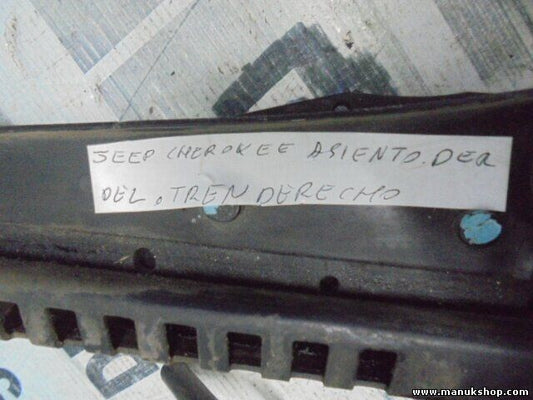 JEEP CHEROKEE ASIENTO. DER
DEL. TREN DERECHO
www.manukshop.com